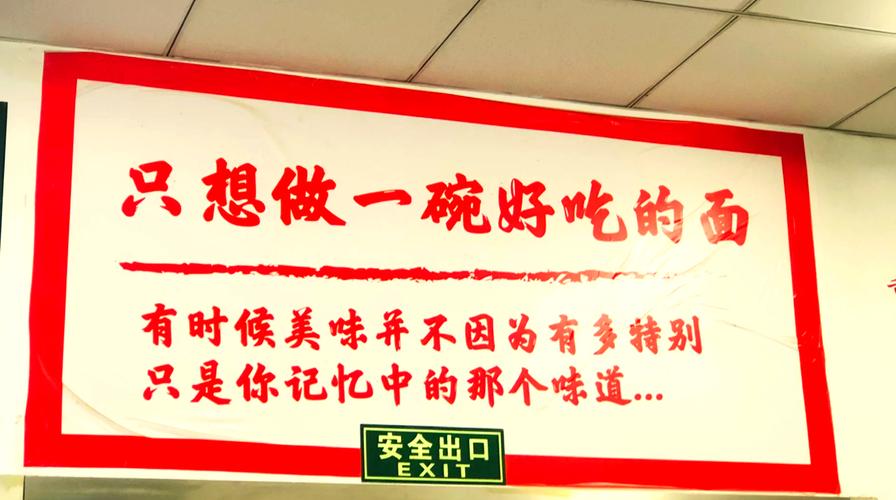 只想做一碗好吃的面
有时候美味并不因为有多特别
只是你记忆中的那个味道...
安全出口
EXIT